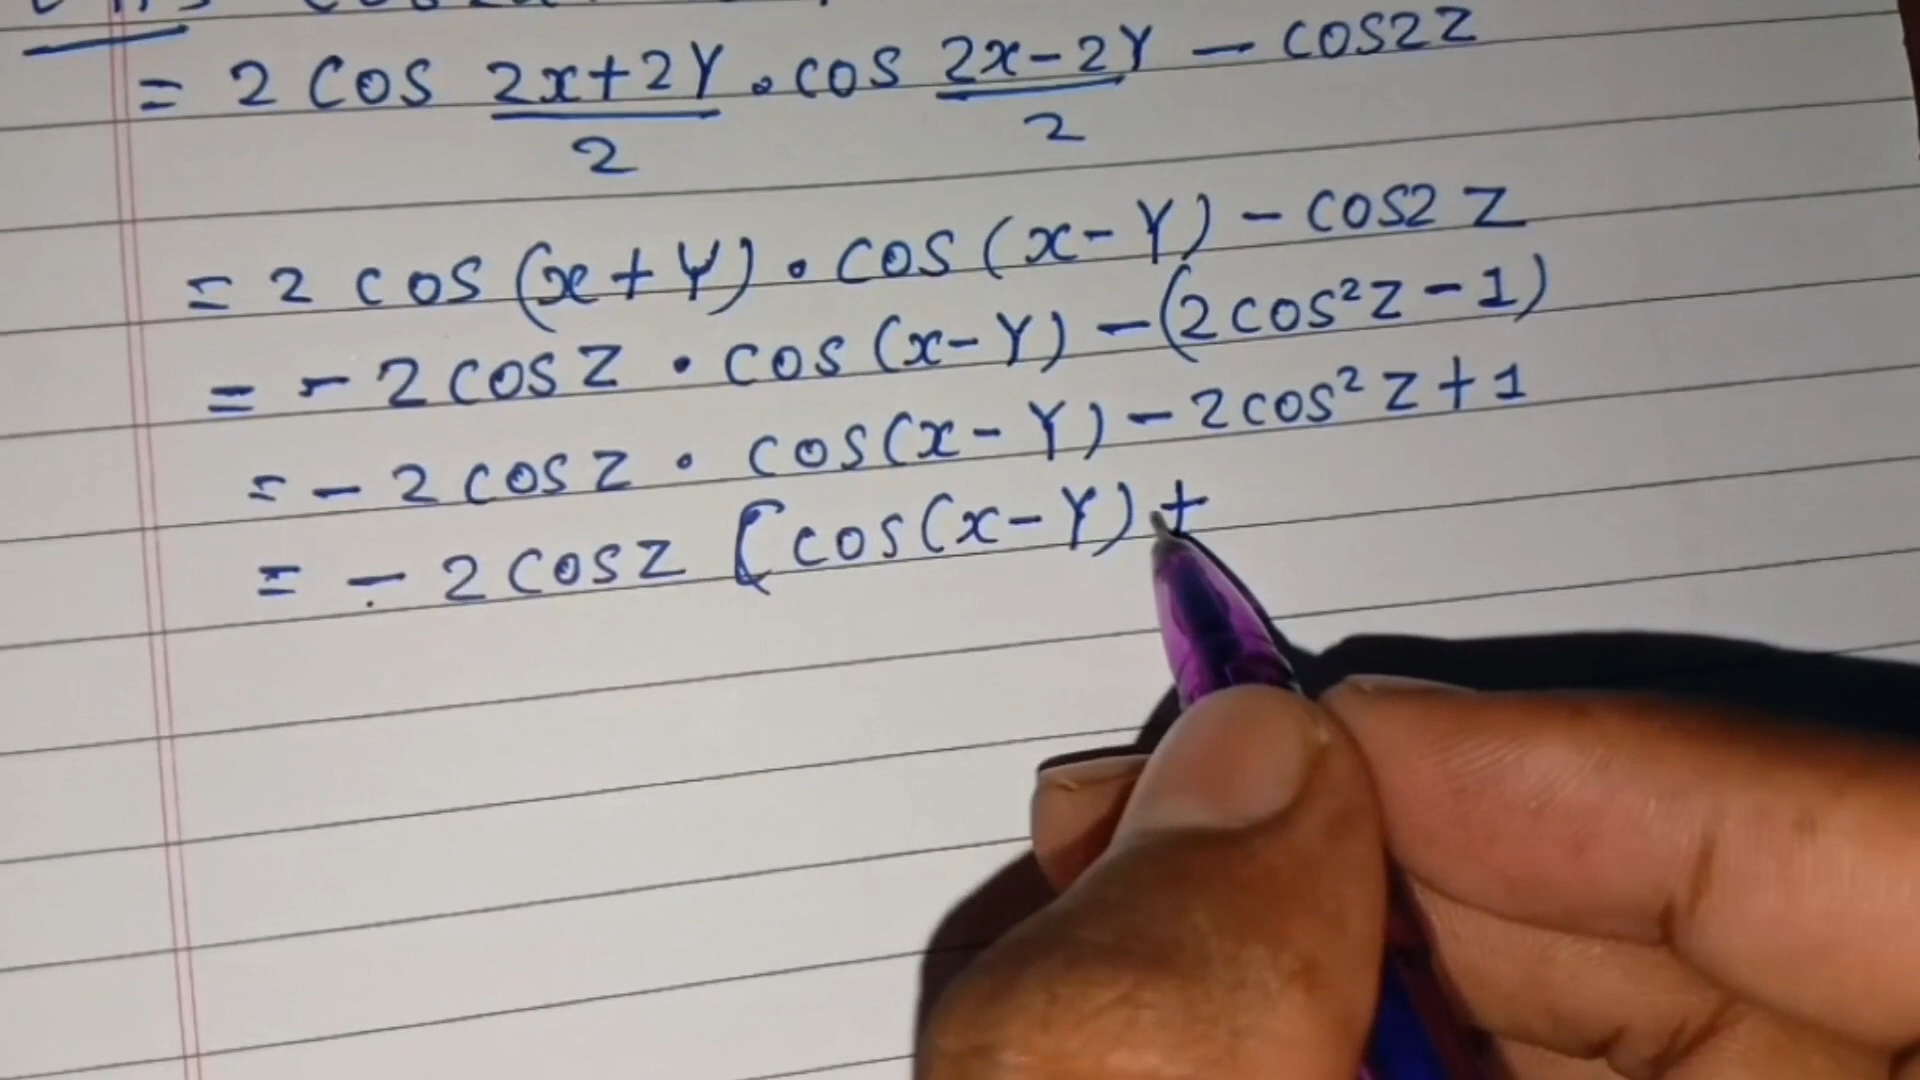 = 2 cos 2x+2Y/2 . cos 2x-2Y/2 - cos2Z
= 2 cos (x+Y) . cos (x-Y) - cos2Z
= - 2 cos Z . cos (x-Y) - (2cos²Z - 1)
= - 2 cos Z . cos(x-Y) - 2cos²Z + 1
= - 2 cos Z [cos(x-Y) +